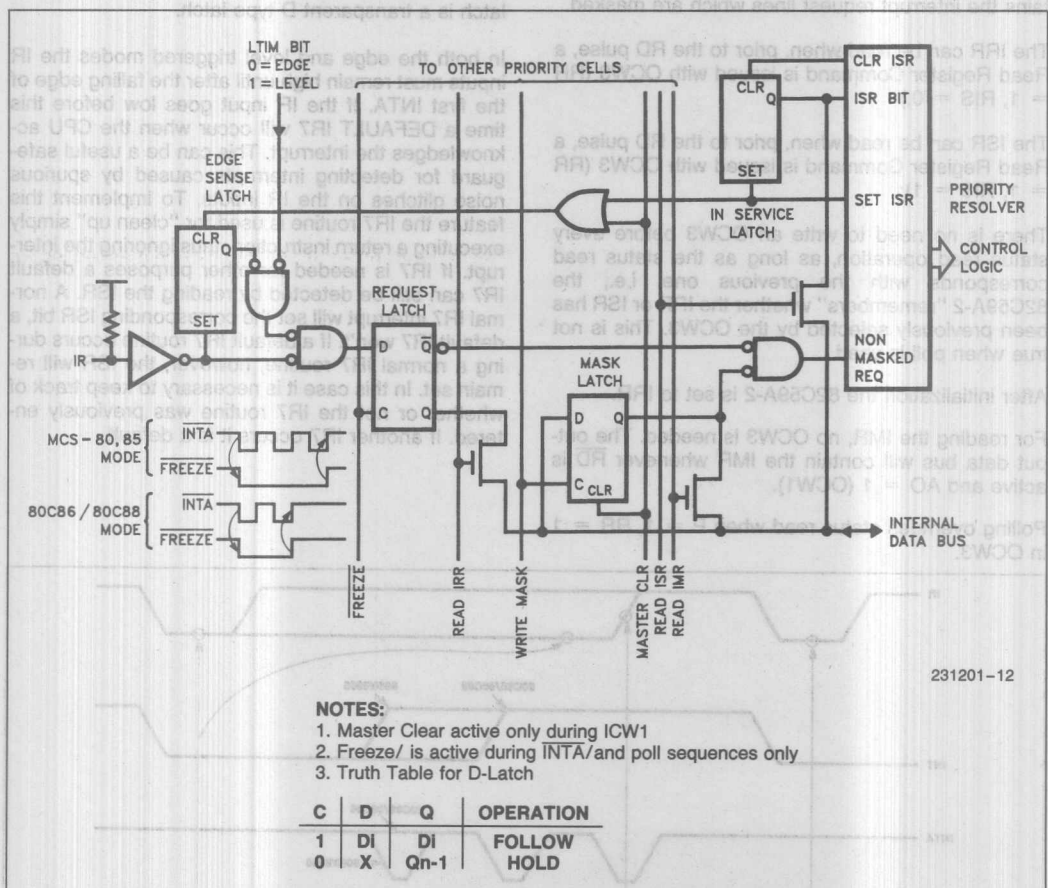 LTIM BIT
0 = EDGE
1 = LEVEL
TO OTHER PRIORITY CELLS
CLR ISR
CLR
Q
ISR BIT
EDGE
SENSE
LATCH
SET
SET ISR
PRIORITY
RESOLVER
IN SERVICE
LATCH
CONTROL
LOGIC
CLR
Q
SET
REQUEST
LATCH
IR
D
Q
NON
MASKED
REQ
MASK
LATCH
C
Q
D
Q
MCS-80,85
MODE
INTA
FREEZE
C
CLR
80C86/80C88
MODE
INTA
FREEZE
INTERNAL
DATA BUS
FREEZE
READ IRR
WRITE MASK
MASTER CLR
READ ISR
READ IMR
231201-12
NOTES:
1. Master Clear active only during ICW1
2. Freeze/ is active during INTA/and poll sequences only
3. Truth Table for D-Latch
C D Q OPERATION
1 Di Di FOLLOW
0 X Qn-1 HOLD